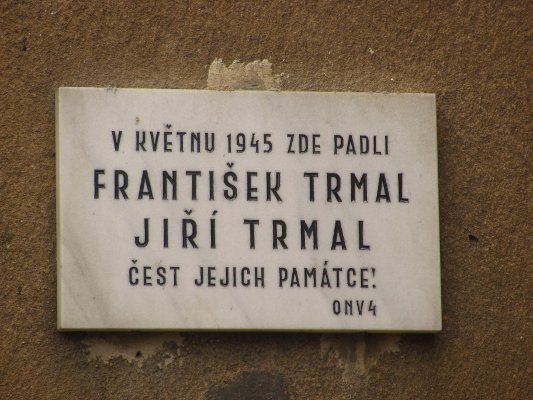 V KVĚTNU 1945 ZDE PADLI
FRANTIŠEK TRMAL
JIŘÍ TRMAL
ČEST JEJICH PAMÁTCE!
ONV4